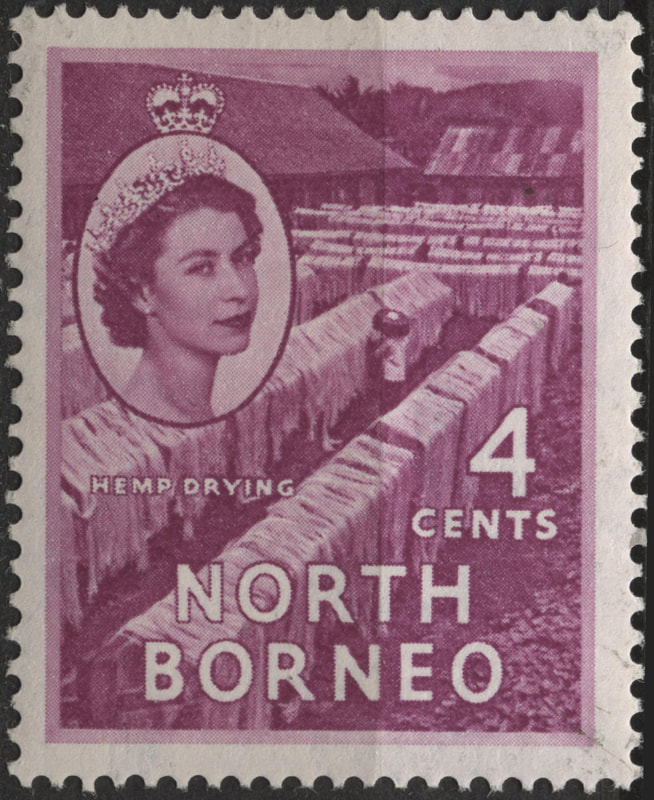 HEMP DRYING
4
CENTS
NORTH
BORNEO